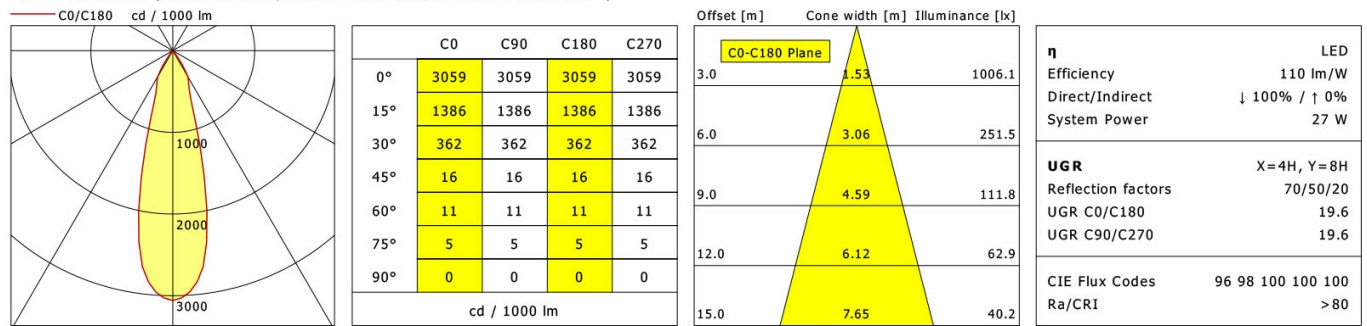 C0/C180 cd / 1000 lm
1000
2000
3000
C0 C90 C180 C270
0° 3059 3059 3059 3059
15° 1386 1386 1386 1386
30° 362 362 362 362
45° 16 16 16 16
60° 11 11 11 11
75° 5 5 5 5
90° 0 0 0 0
cd / 1000 lm
Offset [m] Cone width [m] Illuminance [lx]
C0-C180 Plane
3.0 1.53 1006.1
6.0 3.06 251.5
9.0 4.59 111.8
12.0 6.12 62.9
15.0 7.65 40.2
η LED
Efficiency 110 lm/W
Direct/Indirect ↓ 100% / ↑ 0%
System Power 27 W
UGR X=4H, Y=8H
Reflection factors 70/50/20
UGR C0/C180 19.6
UGR C90/C270 19.6
CIE Flux Codes 96 98 100 100 100
Ra/CRI >80